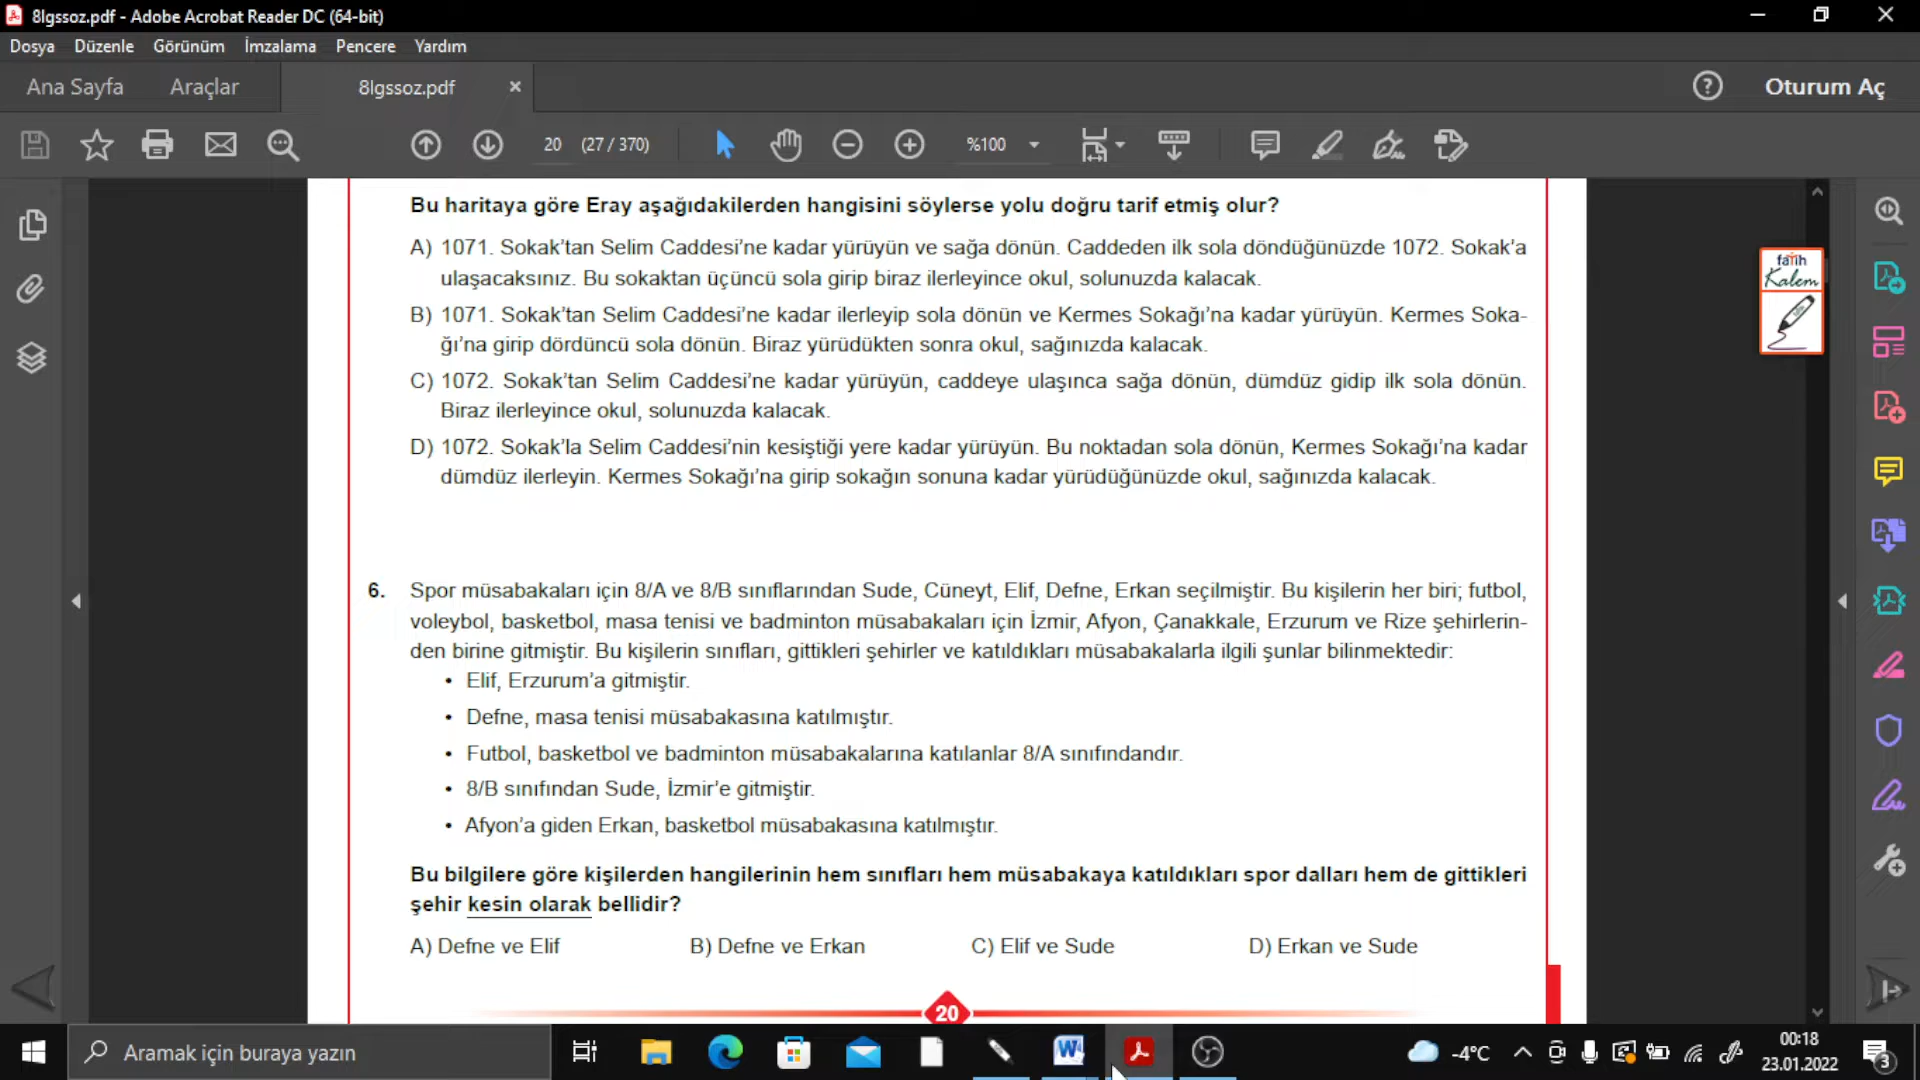 8lgssoz.pdf - Adobe Acrobat Reader DC (64-bit)
Dosya Düzenle Görünüm İmzalama Pencere Yardım
Ana Sayfa Araçlar 8lgssoz.pdf × ? Oturum Aç
20 (27 / 370) %100
Bu haritaya göre Eray aşağıdakilerden hangisini söylerse yolu doğru tarif etmiş olur?
A) 1071. Sokak’tan Selim Caddesi’ne kadar yürüyün ve sağa dönün. Caddeden ilk sola döndüğünüzde 1072. Sokak’a
ulaşacaksınız. Bu sokaktan üçüncü sola girip biraz ilerleyince okul, solunuzda kalacak.
B) 1071. Sokak’tan Selim Caddesi’ne kadar ilerleyip sola dönün ve Kermes Sokağı’na kadar yürüyün. Kermes Soka-
ğı’na girip dördüncü sola dönün. Biraz yürüdükten sonra okul, sağınızda kalacak.
C) 1072. Sokak’tan Selim Caddesi’ne kadar yürüyün, caddeye ulaşınca sağa dönün, dümdüz gidip ilk sola dönün.
Biraz ilerleyince okul, solunuzda kalacak.
D) 1072. Sokak’la Selim Caddesi’nin kesiştiği yere kadar yürüyün. Bu noktadan sola dönün, Kermes Sokağı’na kadar
dümdüz ilerleyin. Kermes Sokağı’na girip sokağın sonuna kadar yürüdüğünüzde okul, sağınızda kalacak.
fatih
Kalem
6. Spor müsabakaları için 8/A ve 8/B sınıflarından Sude, Cüneyt, Elif, Defne, Erkan seçilmiştir. Bu kişilerin her biri; futbol,
voleybol, basketbol, masa tenisi ve badminton müsabakaları için İzmir, Afyon, Çanakkale, Erzurum ve Rize şehirlerin-
den birine gitmiştir. Bu kişilerin sınıfları, gittikleri şehirler ve katıldıkları müsabakalarla ilgili şunlar bilinmektedir:
• Elif, Erzurum’a gitmiştir.
• Defne, masa tenisi müsabakasına katılmıştır.
• Futbol, basketbol ve badminton müsabakalarına katılanlar 8/A sınıfındandır.
• 8/B sınıfından Sude, İzmir’e gitmiştir.
• Afyon’a giden Erkan, basketbol müsabakasına katılmıştır.
Bu bilgilere göre kişilerden hangilerinin hem sınıfları hem müsabakaya katıldıkları spor dalları hem de gittikleri
şehir kesin olarak bellidir?
A) Defne ve Elif B) Defne ve Erkan C) Elif ve Sude D) Erkan ve Sude
20
Aramak için buraya yazın
-4°C
00:18
23.01.2022
3